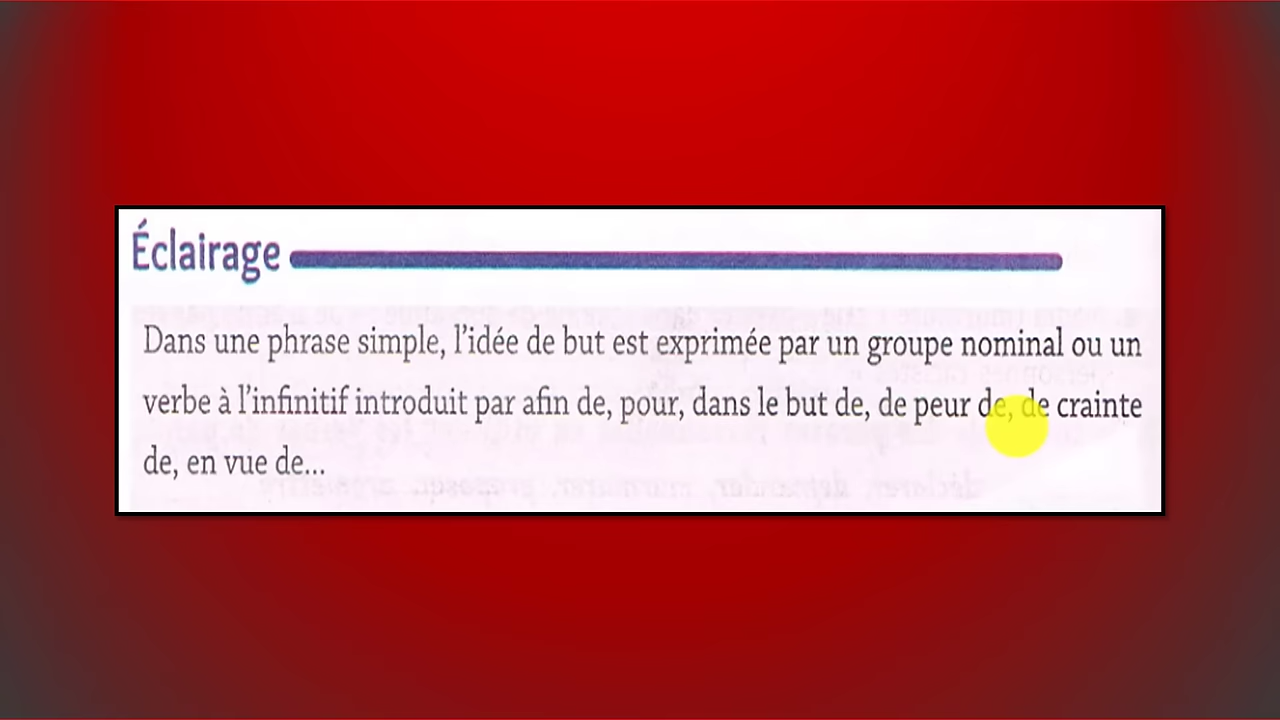 Éclairage
Dans une phrase simple, l'idée de but est exprimée par un groupe nominal ou un
verbe à l'infinitif introduit par afin de, pour, dans le but de, de peur de, de crainte
de, en vue de...